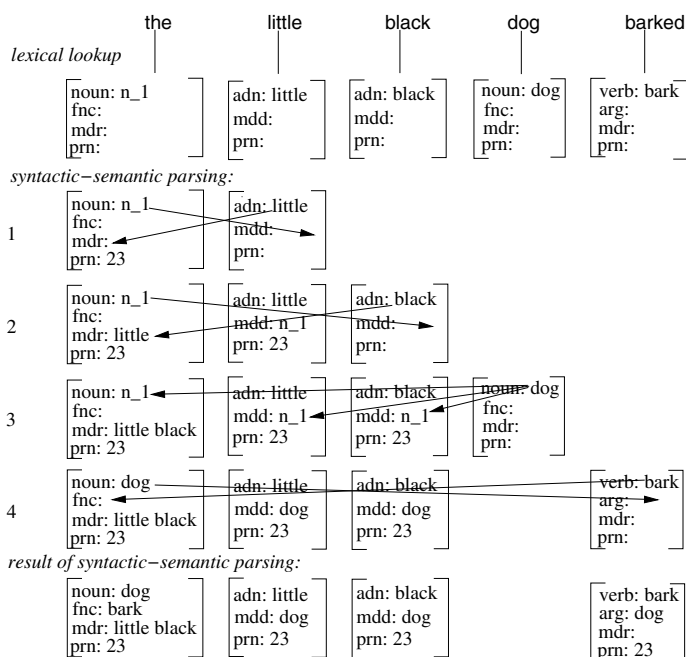 the little black dog barked
lexical lookup
noun: n_1 adn: little adn: black noun: dog verb: bark
fnc: mdd: mdd: fnc: arg:
mdr: prn: prn: mdr: mdr:
prn: prn: prn:
syntactic−semantic parsing:
1
noun: n_1 adn: little
fnc: mdd:
mdr: prn:
prn: 23
2
noun: n_1 adn: little adn: black
fnc: mdd: n_1 mdd:
mdr: little prn: 23 prn:
prn: 23
3
noun: n_1 adn: little adn: black noun: dog
fnc: mdd: n_1 mdd: n_1 fnc:
mdr: little black prn: 23 prn: 23 mdr:
prn: 23 prn:
4
noun: dog adn: little adn: black verb: bark
fnc: mdd: dog mdd: dog arg:
mdr: little black prn: 23 prn: 23 mdr:
prn: 23 prn:
result of syntactic−semantic parsing:
noun: dog adn: little adn: black verb: bark
fnc: bark mdd: dog mdd: dog arg: dog
mdr: little black prn: 23 prn: 23 mdr:
prn: 23 prn: 23